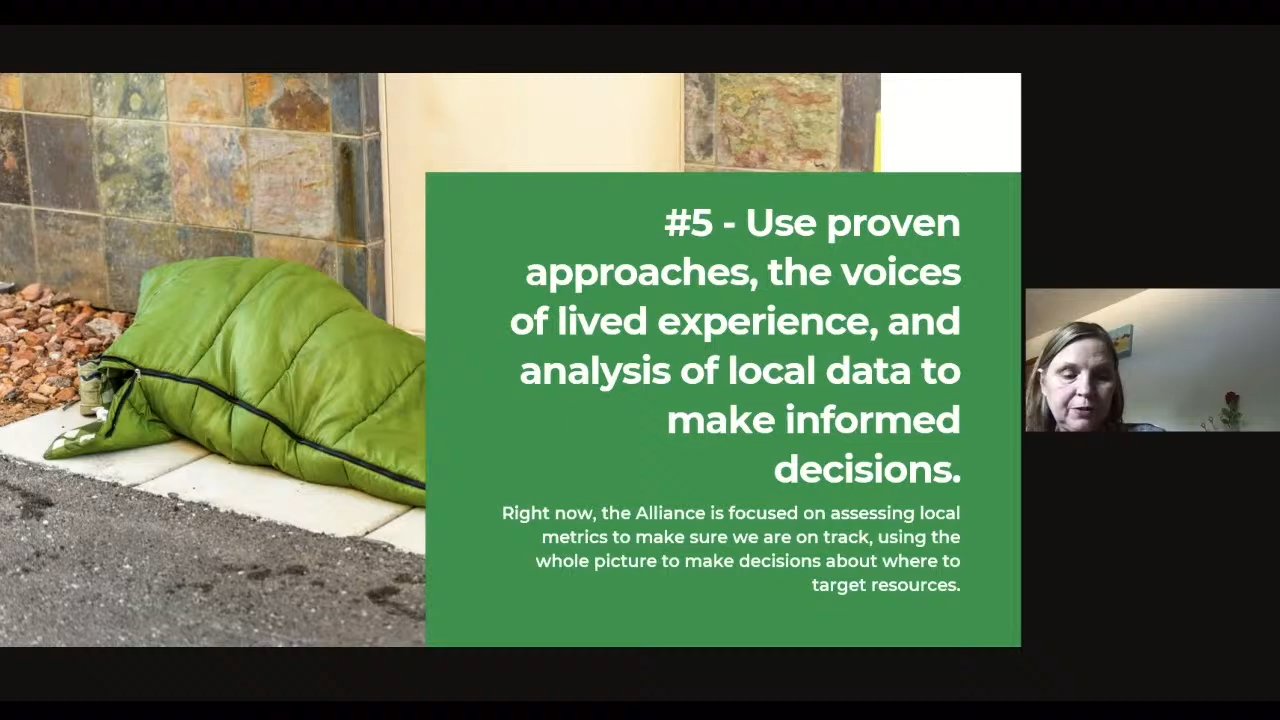 #5 - Use proven
approaches, the voices
of lived experience, and
analysis of local data to
make informed
decisions.
Right now, the Alliance is focused on assessing local
metrics to make sure we are on track, using the
whole picture to make decisions about where to
target resources.